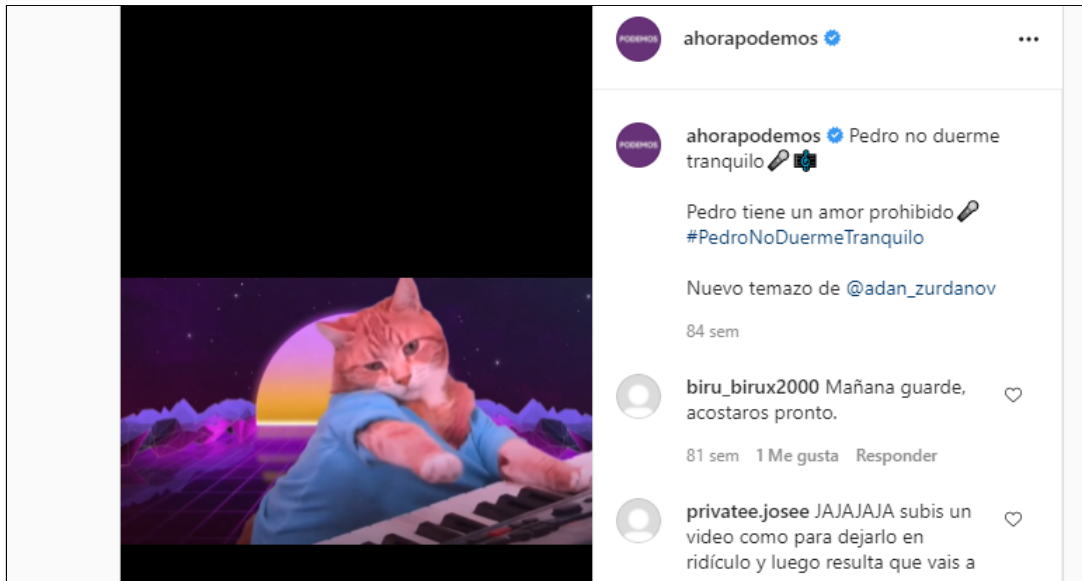 PODEMOS
ahorapodemos
PODEMOS
ahorapodemos Pedro no duerme
tranquilo
Pedro tiene un amor prohibido
#PedroNoDuermeTranquilo
Nuevo temazo de @adan_zurdanov
84 sem
biru_birux2000 Mañana guarde,
acostaros pronto.
81 sem 1 Me gusta Responder
privatee.josee JAJAJAJA subis un
video como para dejarlo en
ridículo y luego resulta que vais a